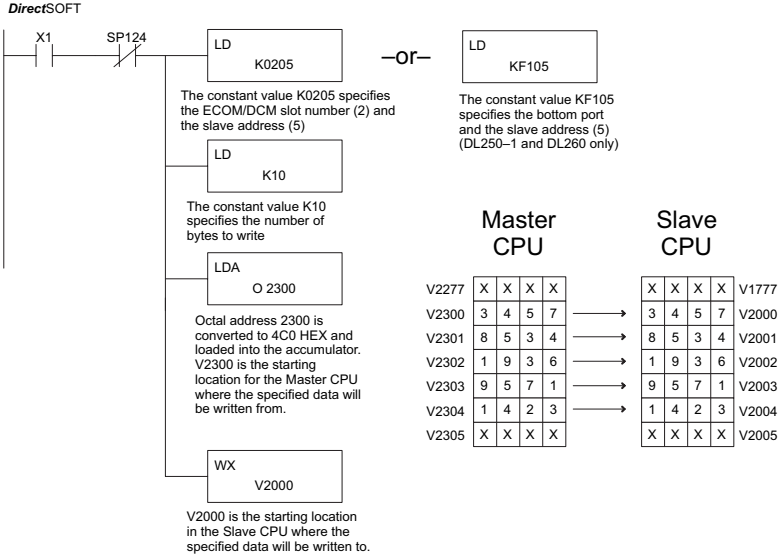 DirectSOFT
X1
SP124
LD
K0205
–or–
LD
KF105
The constant value K0205 specifies
the ECOM/DCM slot number (2) and
the slave address (5)
The constant value KF105
specifies the bottom port
and the slave address (5)
(DL250–1 and DL260 only)
LD
K10
The constant value K10
specifies the number of
bytes to write
LDA
O 2300
Octal address 2300 is
converted to 4C0 HEX and
loaded into the accumulator.
V2300 is the starting
location for the Master CPU
where the specified data will
be written from.
WX
V2000
V2000 is the starting location
in the Slave CPU where the
specified data will be written to.
Master
CPU
Slave
CPU
V2277 X X X X X X X X V1777
V2300 3 4 5 7 3 4 5 7 V2000
V2301 8 5 3 4 8 5 3 4 V2001
V2302 1 9 3 6 1 9 3 6 V2002
V2303 9 5 7 1 9 5 7 1 V2003
V2304 1 4 2 3 1 4 2 3 V2004
V2305 X X X X X X X X V2005